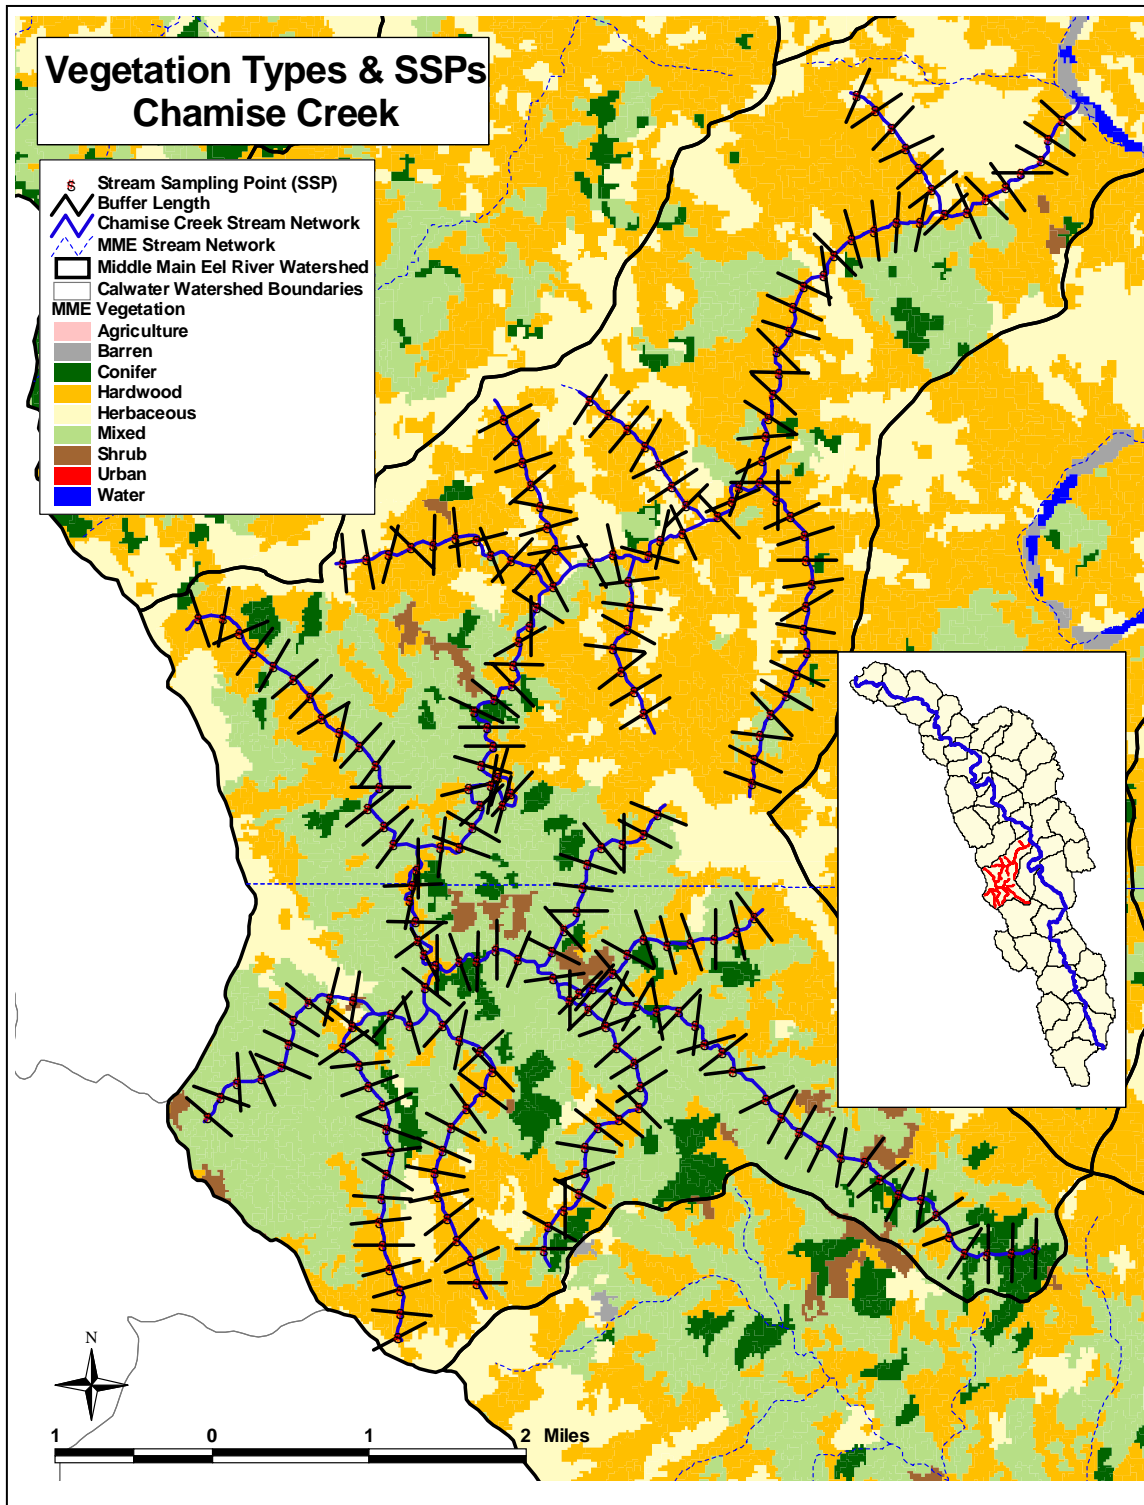 Vegetation Types & SSPs
Chamise Creek
Stream Sampling Point (SSP)
Buffer Length
Chamise Creek Stream Network
MME Stream Network
Middle Main Eel River Watershed
Calwater Watershed Boundaries
MME Vegetation
Agriculture
Barren
Conifer
Hardwood
Herbaceous
Mixed
Shrub
Urban
Water
N
1 0 1 2 Miles